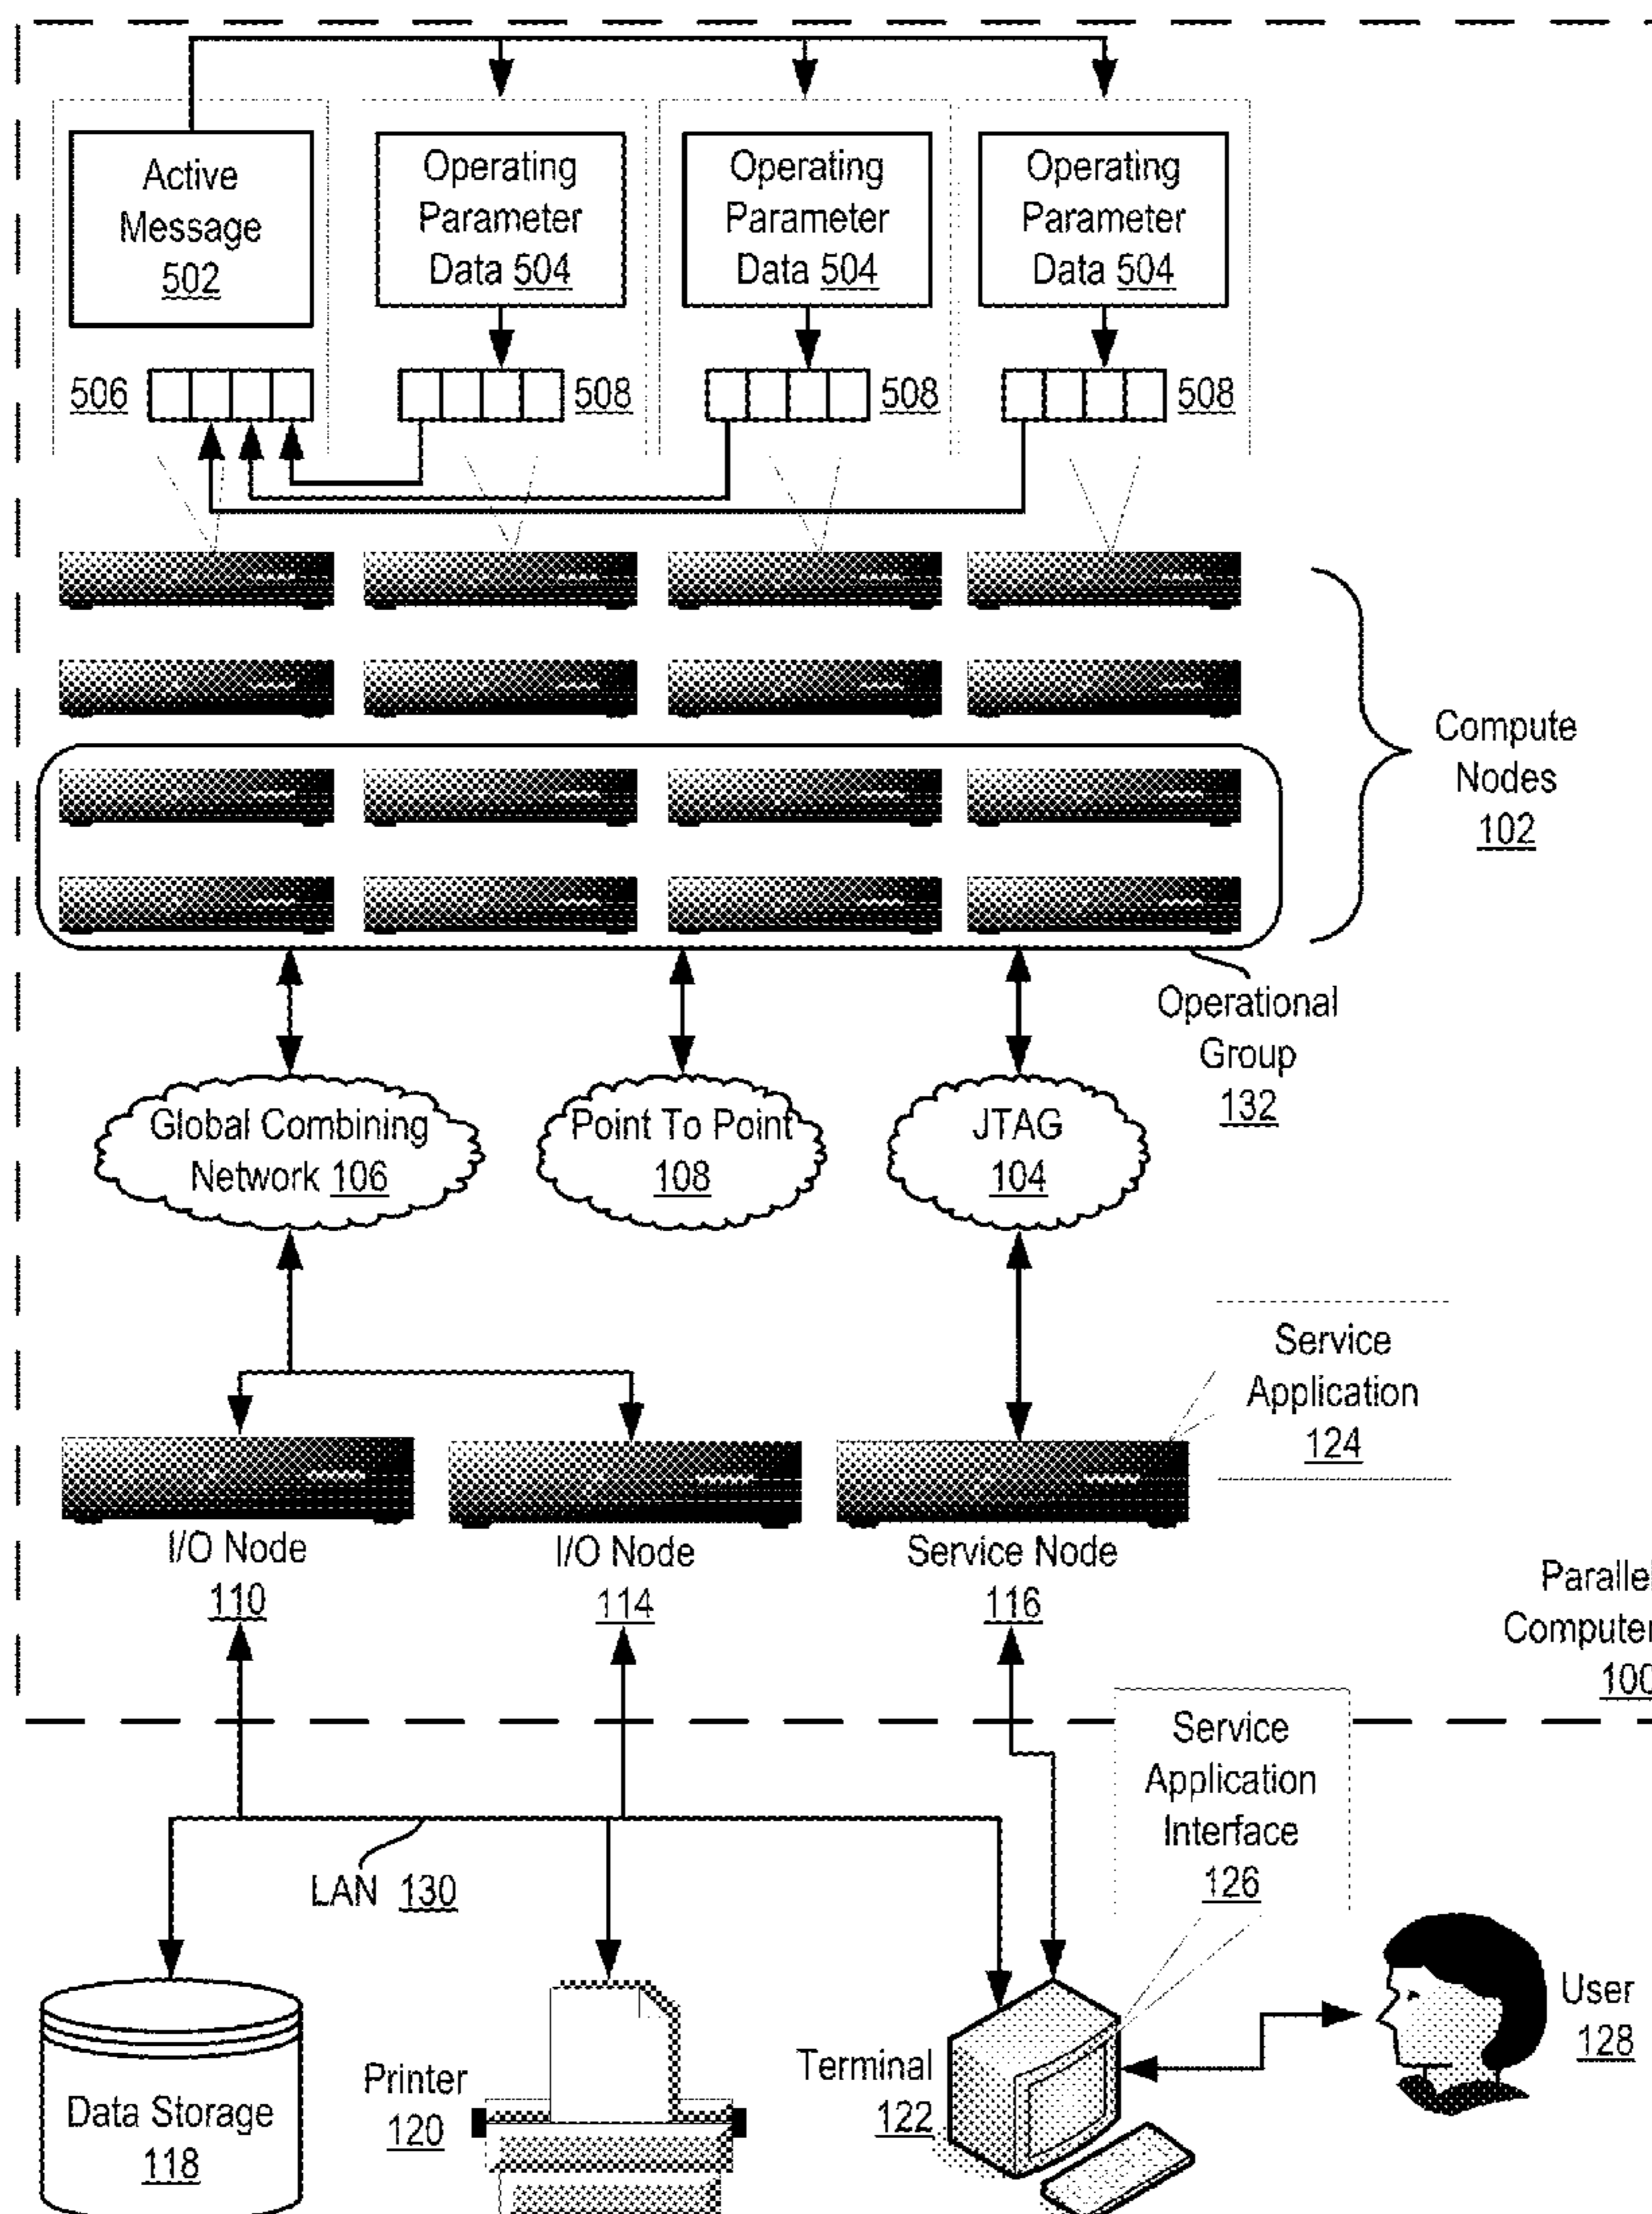 Active
Message
502
Operating
Parameter
Data 504
Operating
Parameter
Data 504
Operating
Parameter
Data 504
506
508
508
508
Compute
Nodes
102
Operational
Group
132
Global Combining
Network 106
Point To Point
108
JTAG
104
Service
Application
124
I/O Node
110
I/O Node
114
Service Node
116
Parallel
Computer
100
Service
Application
Interface
126
LAN 130
Data Storage
118
Printer
120
Terminal
122
User
128